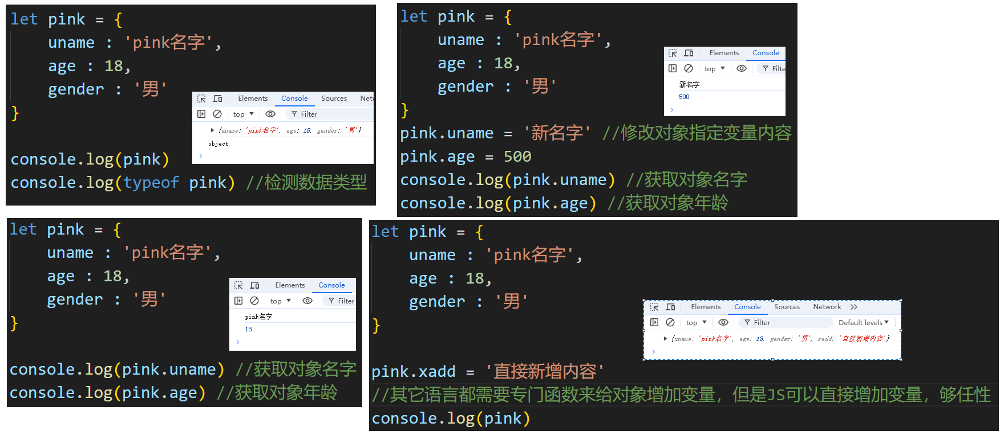 let pink = {
uname : 'pink名字',
age : 18,
gender : '男'
}
console.log(pink)
console.log(typeof pink) //检测数据类型
Elements Console Sources Netw
top ▼ Filter
▶ {uname: 'pink名字', age: 18, gender: '男'}
object
>
let pink = {
uname : 'pink名字',
age : 18,
gender : '男'
}
pink.uname = '新名字' //修改对象指定变量内容
pink.age = 500
console.log(pink.uname) //获取对象名字
console.log(pink.age) //获取对象年龄
Elements Console
top ▼ Filte
新名字
500
>
let pink = {
uname : 'pink名字',
age : 18,
gender : '男'
}
console.log(pink.uname) //获取对象名字
console.log(pink.age) //获取对象年龄
Elements Console
top ▼ Filter
pink名字
18
>
let pink = {
uname : 'pink名字',
age : 18,
gender : '男'
}
pink.xadd = '直接新增内容'
//其它语言都需要专门函数来给对象增加变量，但是JS可以直接增加变量，够任性
console.log(pink)
Elements Console Sources Network >>
top ▼ Filter Default levels ▼
▶ {uname: 'pink名字', age: 18, gender: '男', xadd: '直接新增内容'}
>